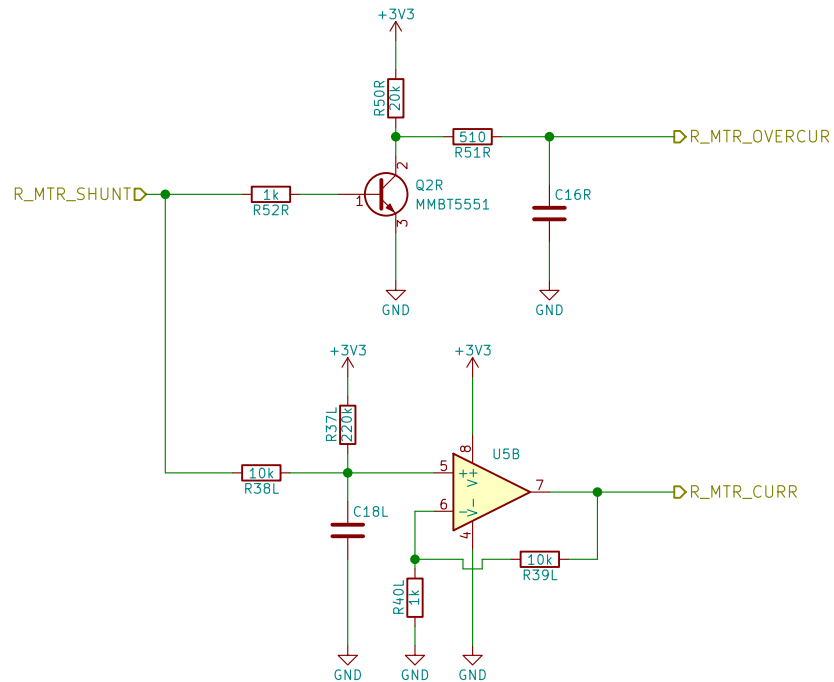 +3V3
R50R
20k
510
R51R
R_MTR_OVERCUR
2
Q2R
MMBT5551
1
3
R_MTR_SHUNT
1k
R52R
C16R
GND
GND
+3V3
+3V3
R37L
220k
8
U5B
10k
R38L
5
+
V+
7
R_MTR_CURR
6
-
V-
4
C18L
10k
R39L
R40L
1k
GND
GND
GND